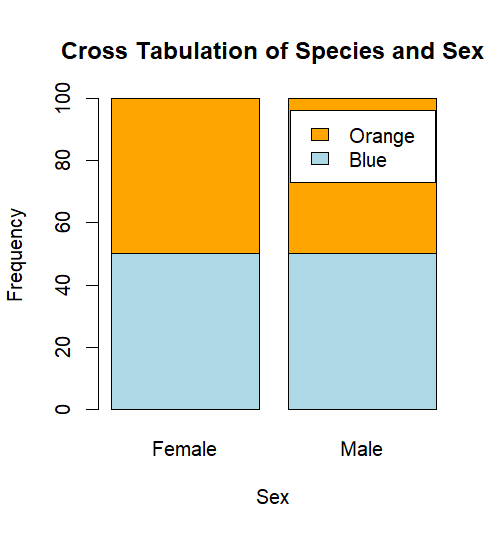 Cross Tabulation of Species and Sex
Frequency
100
80
60
40
20
0
Orange
Blue
Female
Male
Sex